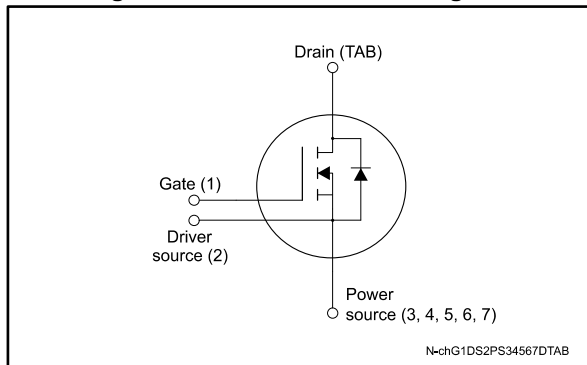 Drain (TAB)
Gate (1)
Driver
source (2)
Power
source (3, 4, 5, 6, 7)
N-chG1DS2PS34567DTAB